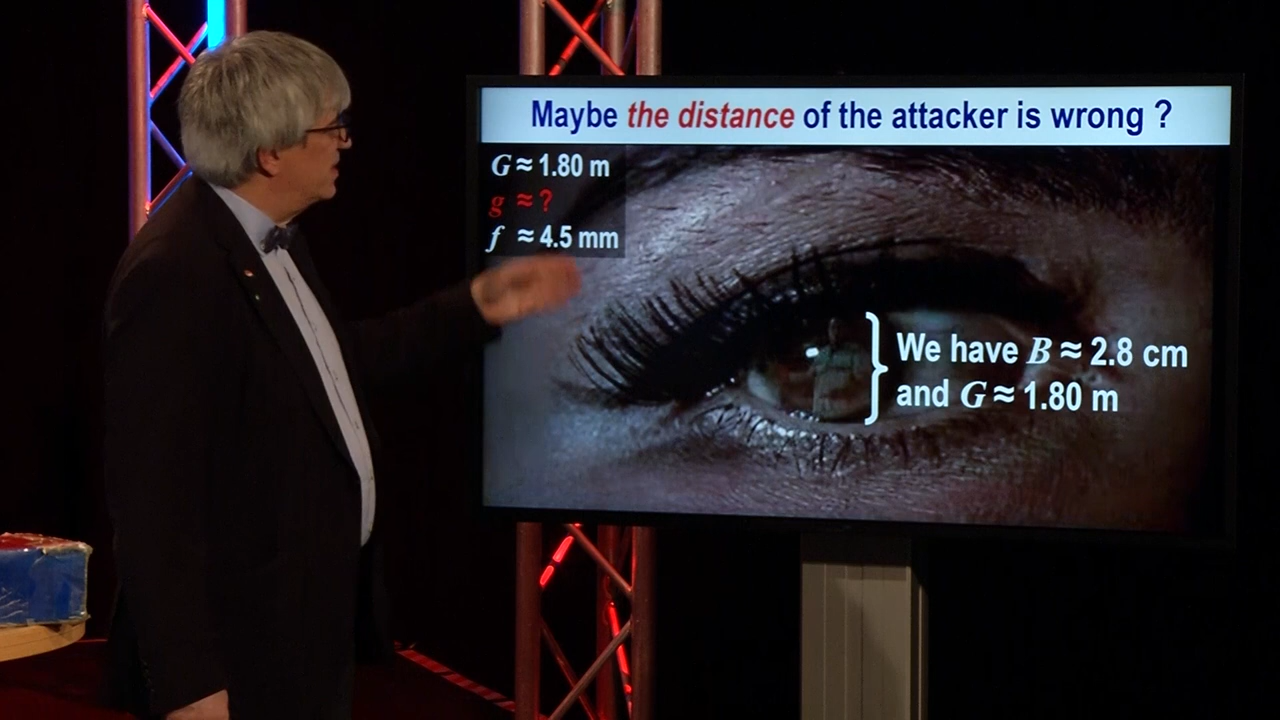 Maybe the distance of the attacker is wrong ?
G ≈ 1.80 m
g ≈ ?
f ≈ 4.5 mm
We have B ≈ 2.8 cm
and G ≈ 1.80 m